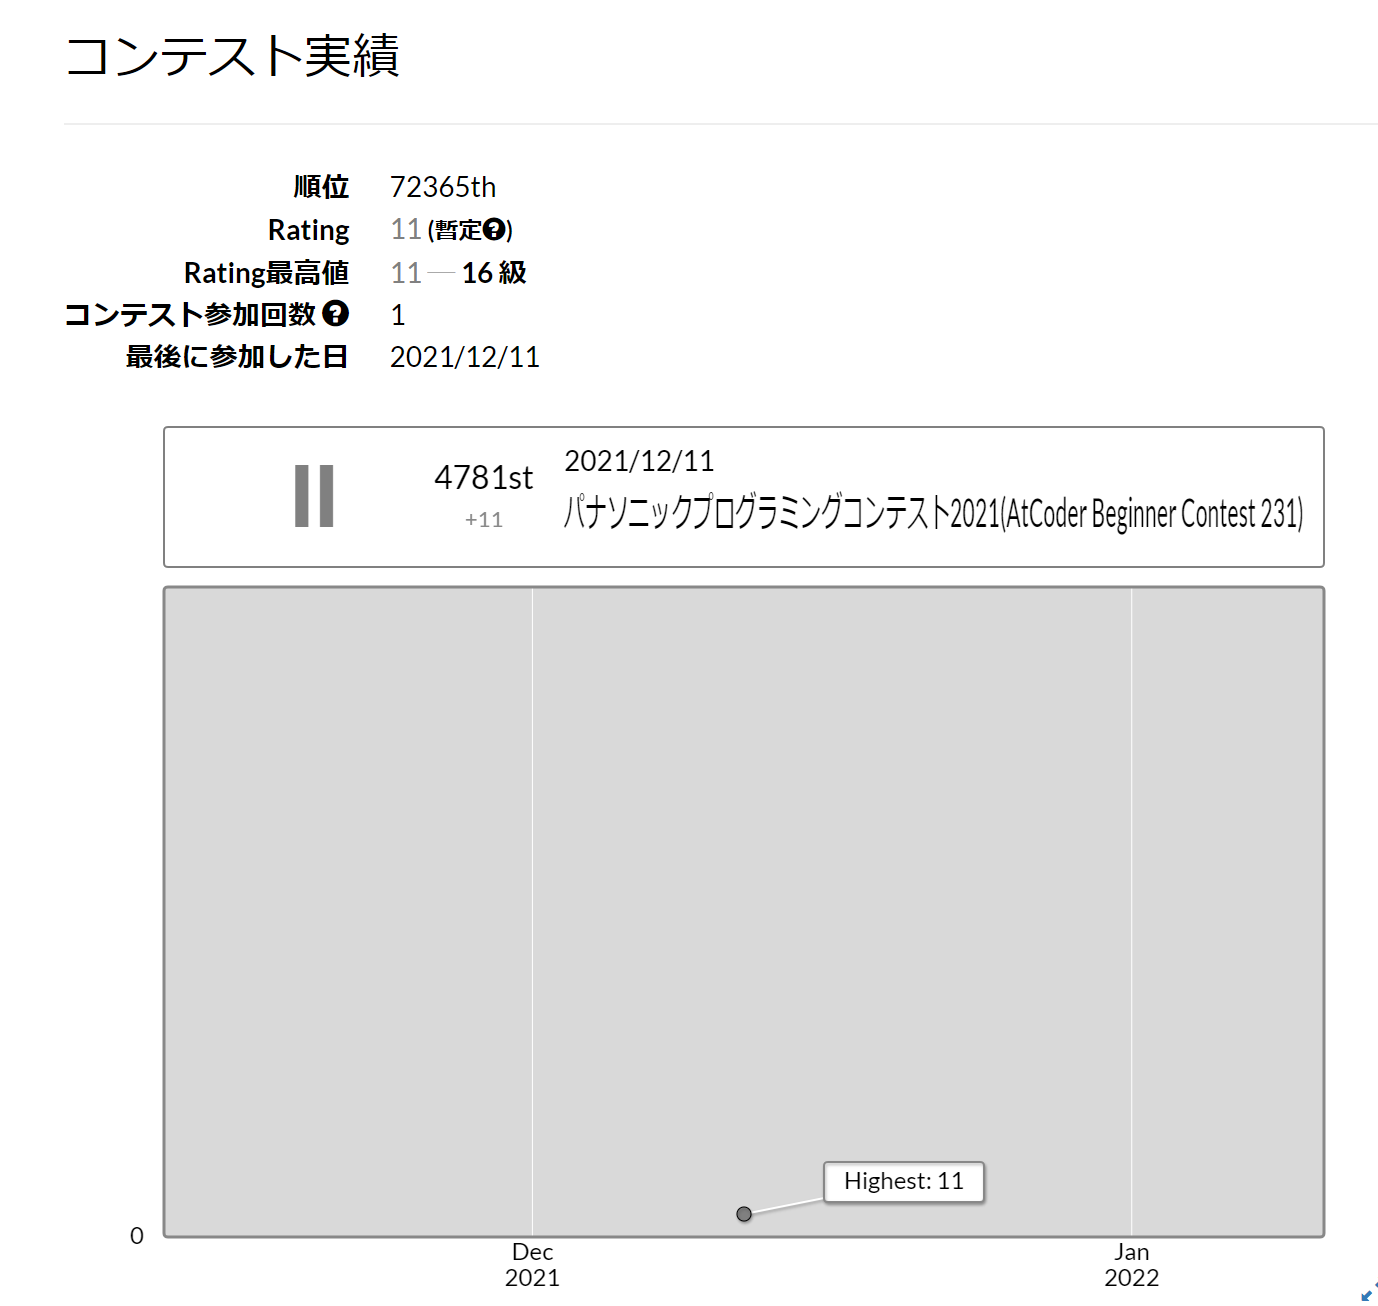 コンテスト実績
順位 72365th
Rating 11 (暫定?)
Rating最高値 11 ― 16 級
コンテスト参加回数 ? 1
最後に参加した日 2021/12/11
11 4781st +11
2021/12/11
パナソニックプログラミングコンテスト2021(AtCoder Beginner Contest 231)
Highest: 11
0
Dec
2021
Jan
2022